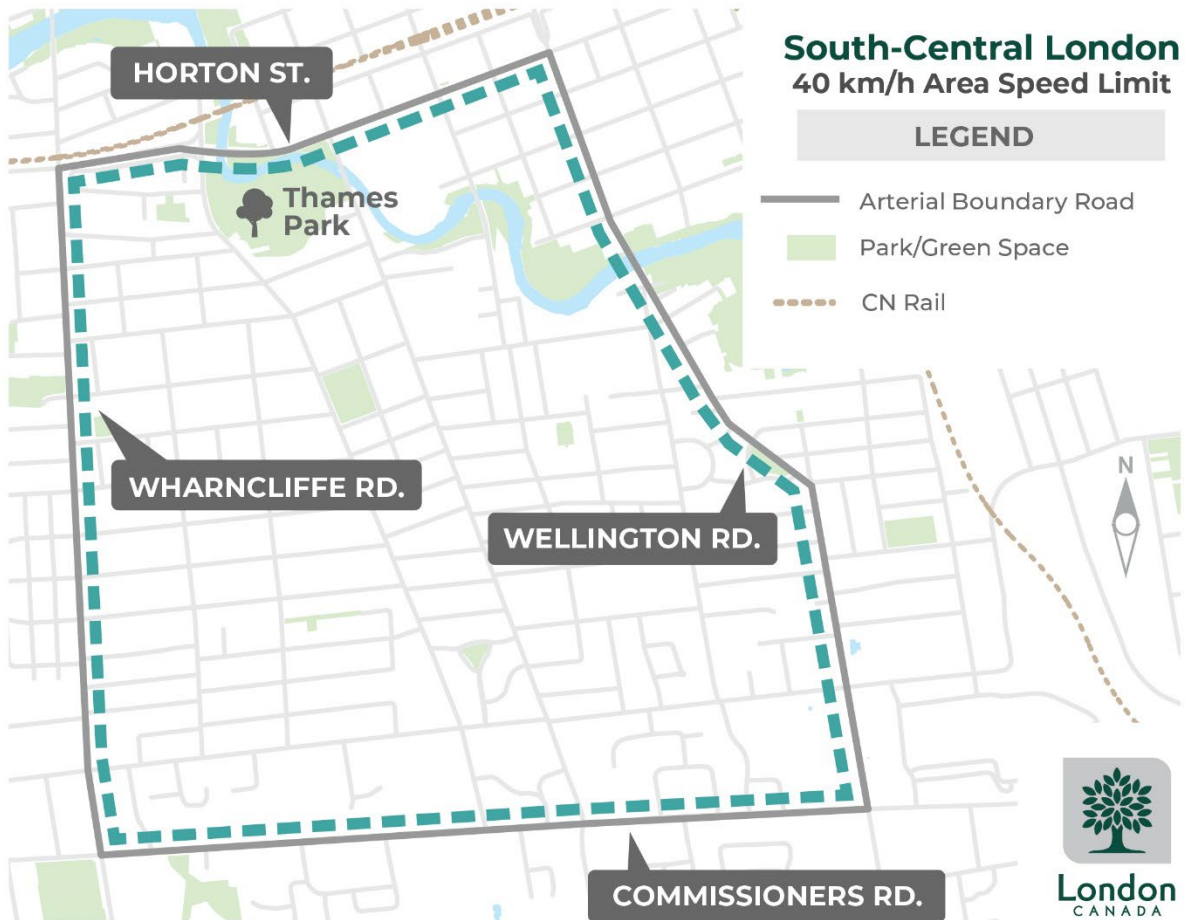 South-Central London
40 km/h Area Speed Limit
LEGEND
Arterial Boundary Road
Park/Green Space
CN Rail
HORTON ST.
Thames
Park
WHARNCLIFFE RD.
WELLINGTON RD.
N
COMMISSIONERS RD.
London
CANADA